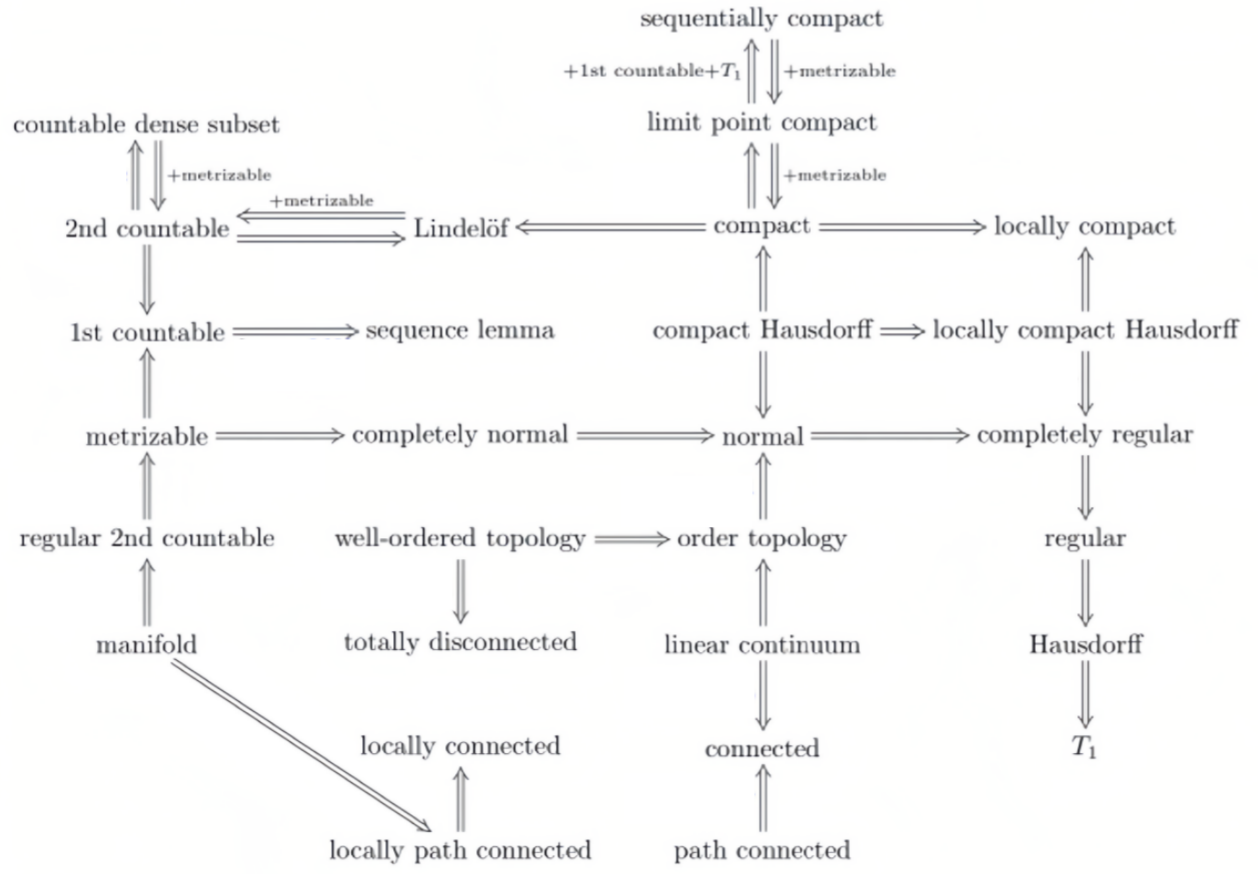 sequentially compact
+1st countable+T₁
+metrizable
countable dense subset
limit point compact
+metrizable
+metrizable
+metrizable
2nd countable
Lindelöf
compact
locally compact
1st countable
sequence lemma
compact Hausdorff
locally compact Hausdorff
metrizable
completely normal
normal
completely regular
regular 2nd countable
well-ordered topology
order topology
regular
manifold
totally disconnected
linear continuum
Hausdorff
locally connected
connected
T₁
locally path connected
path connected